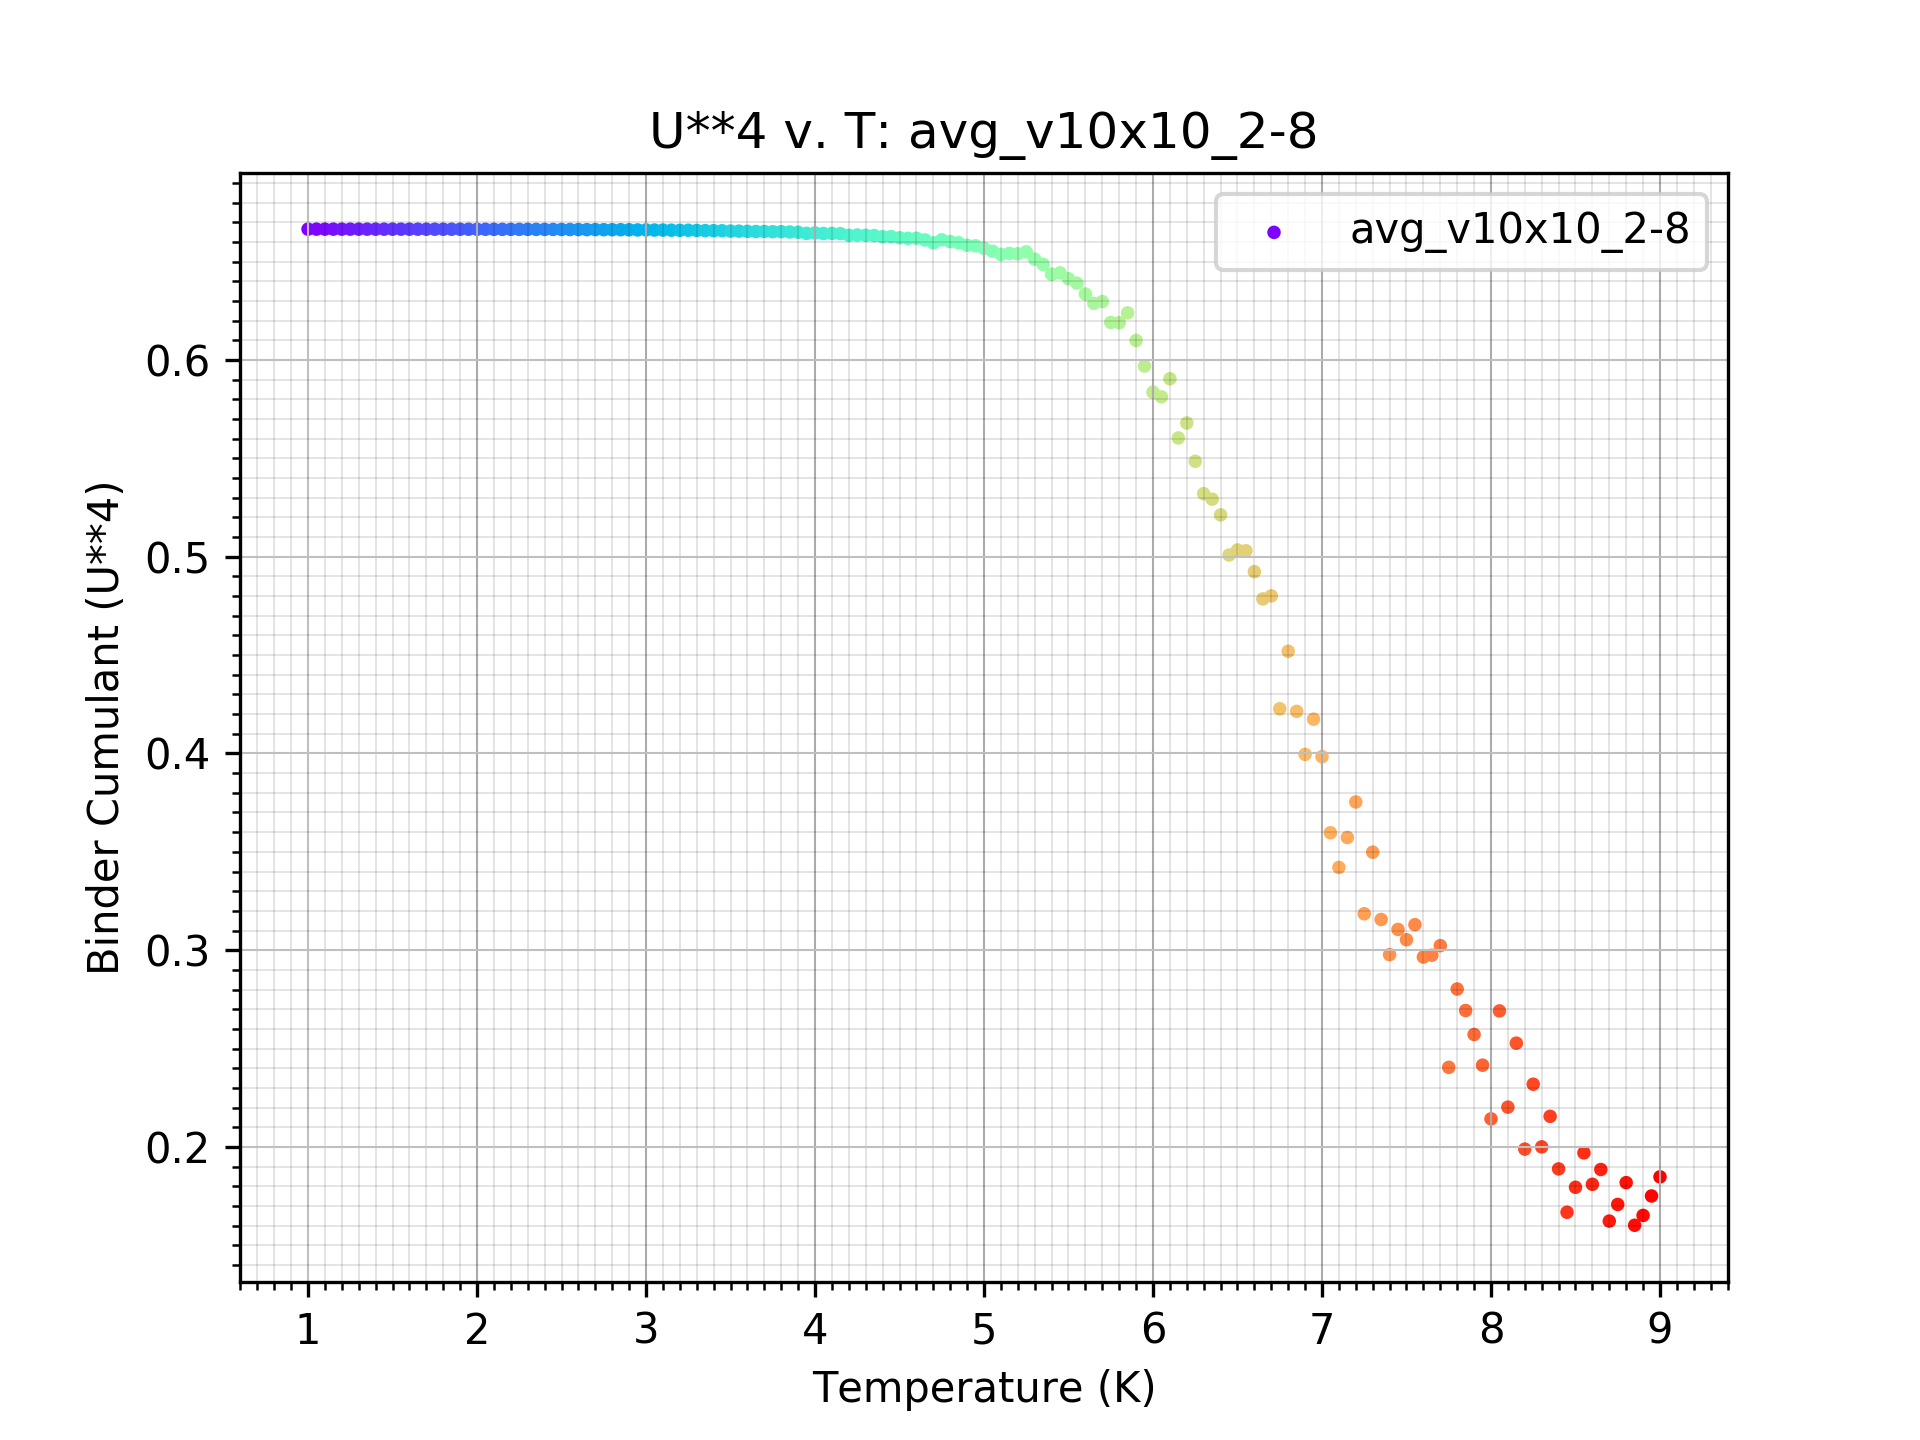 U**4 v. T: avg_v10x10_2-8
avg_v10x10_2-8
Binder Cumulant (U**4)
0.6
0.5
0.4
0.3
0.2
1 2 3 4 5 6 7 8 9
Temperature (K)